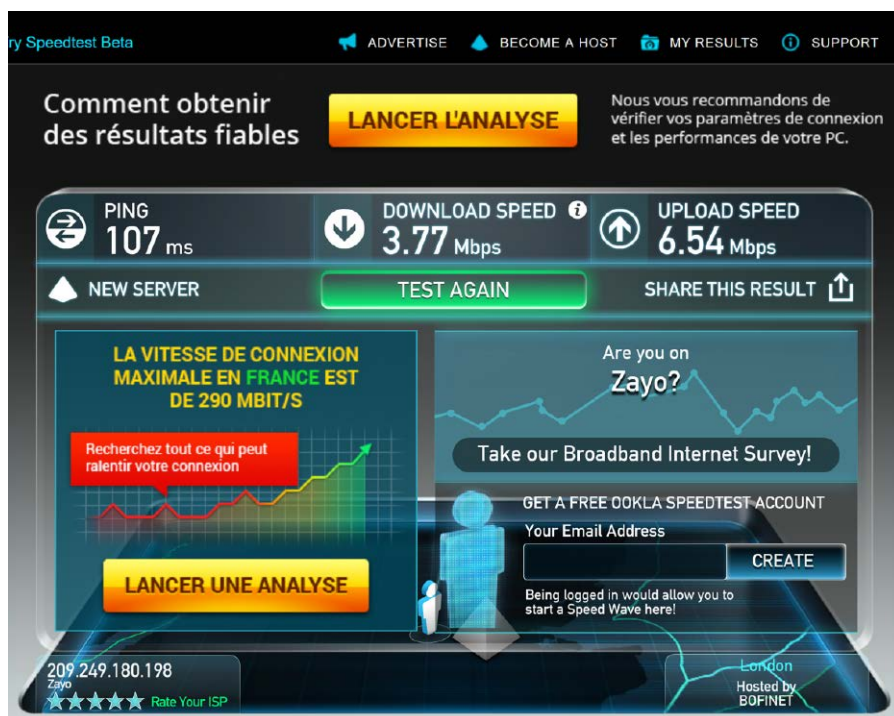 ry Speedtest Beta
ADVERTISE
BECOME A HOST
MY RESULTS
SUPPORT
Comment obtenir
des résultats fiables
LANCER L'ANALYSE
Nous vous recommandons de
vérifier vos paramètres de connexion
et les performances de votre PC.
PING
107 ms
DOWNLOAD SPEED
3.77 Mbps
UPLOAD SPEED
6.54 Mbps
NEW SERVER
TEST AGAIN
SHARE THIS RESULT
LA VITESSE DE CONNEXION
MAXIMALE EN FRANCE EST
DE 290 MBIT/S
Recherchez tout ce qui peut
ralentir votre connexion
LANCER UNE ANALYSE
Are you on
Zayo?
Take our Broadband Internet Survey!
GET A FREE OOKLA SPEEDTEST ACCOUNT
Your Email Address
CREATE
Being logged in would allow you to
start a Speed Wave here!
209.249.180.198
Zayo
Rate Your ISP
London
Hosted by
BOFINET